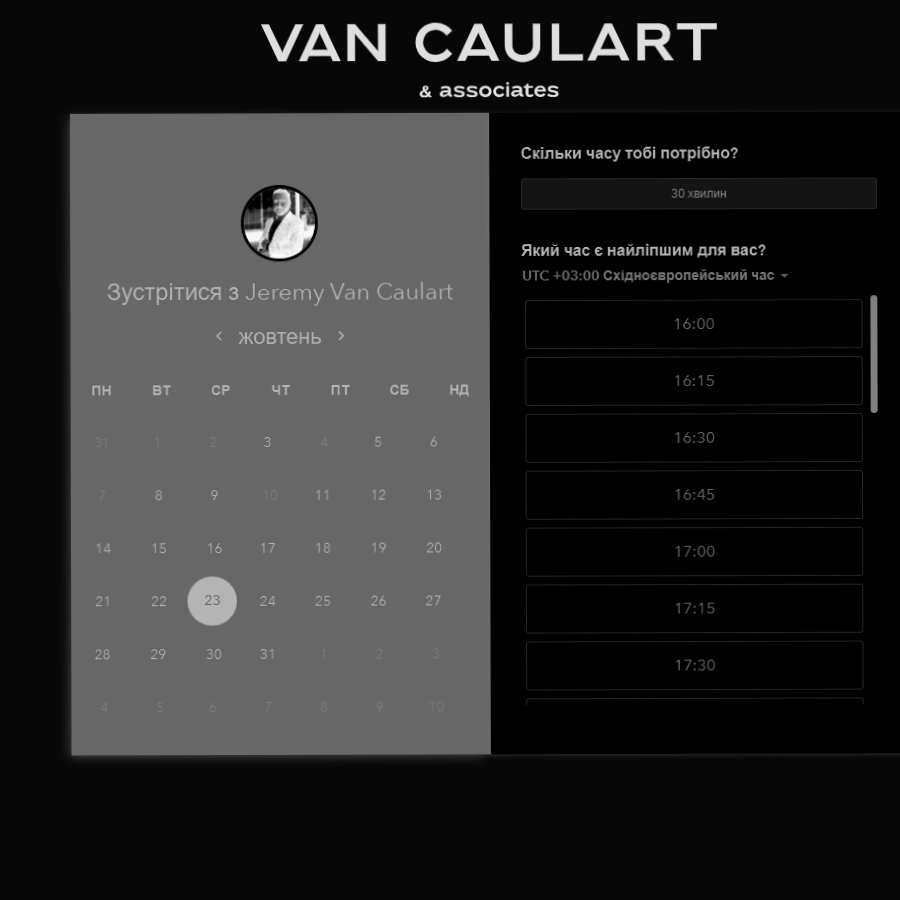 VAN CAULART
& associates
Зустрітися з Jeremy Van Caulart
жовтень
ПН ВТ СР ЧТ ПТ СБ НД
31 1 2 3 4 5 6
7 8 9 10 11 12 13
14 15 16 17 18 19 20
21 22 23 24 25 26 27
28 29 30 31 1 2 3
4 5 6 7 8 9 10
Скільки часу тобі потрібно?
30 хвилин
Який час є найліпшим для вас?
UTC +03:00 Східноєвропейський час
16:00
16:15
16:30
16:45
17:00
17:15
17:30